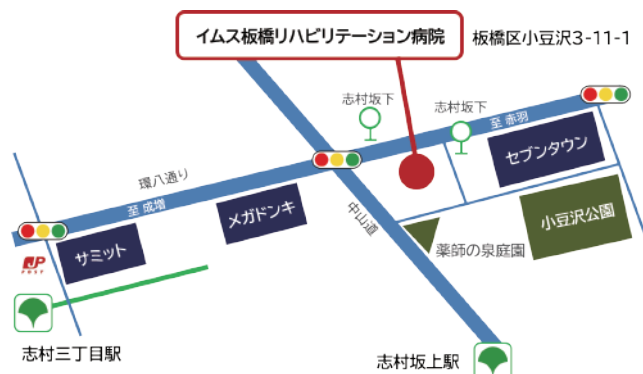 イムス板橋リハビリテーション病院
板橋区小豆沢3-11-1
志村坂下
志村坂下
至 赤羽
セブンタウン
環八通り
至 成増
メガドンキ
中山道
小豆沢公園
薬師の泉庭園
サミット
JP
POST
志村三丁目駅
志村坂上駅